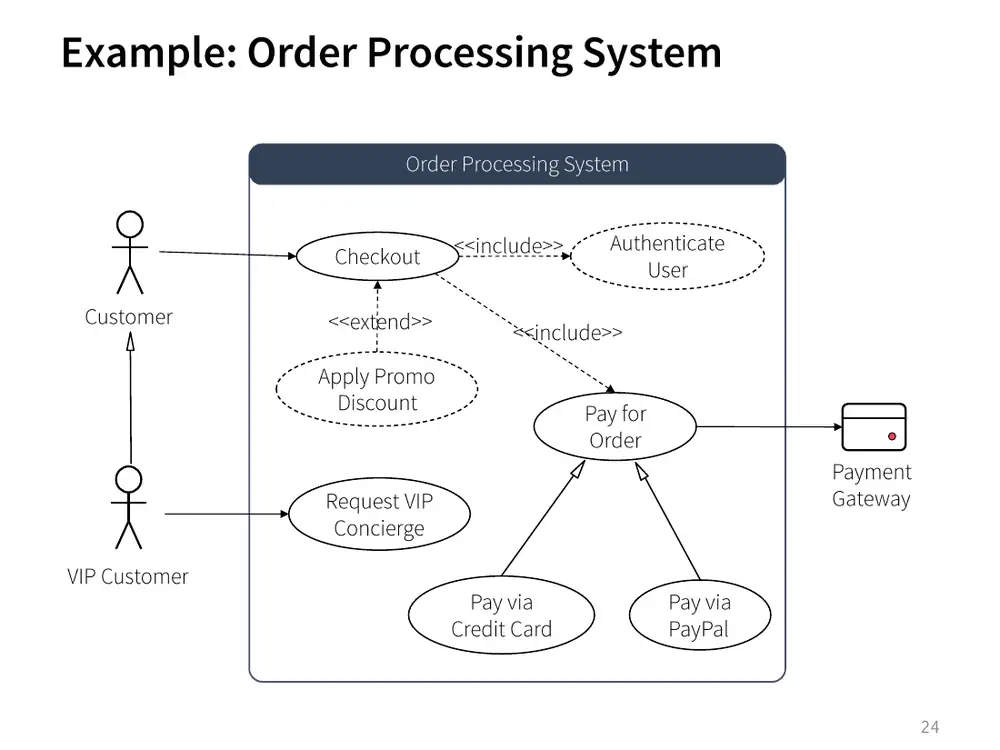 Example: Order Processing System
Order Processing System
Customer
Checkout
<<include>>
Authenticate
User
<<extend>>
<<include>>
Apply Promo
Discount
Pay for
Order
Payment
Gateway
Request VIP
Concierge
VIP Customer
Pay via
Credit Card
Pay via
PayPal
24